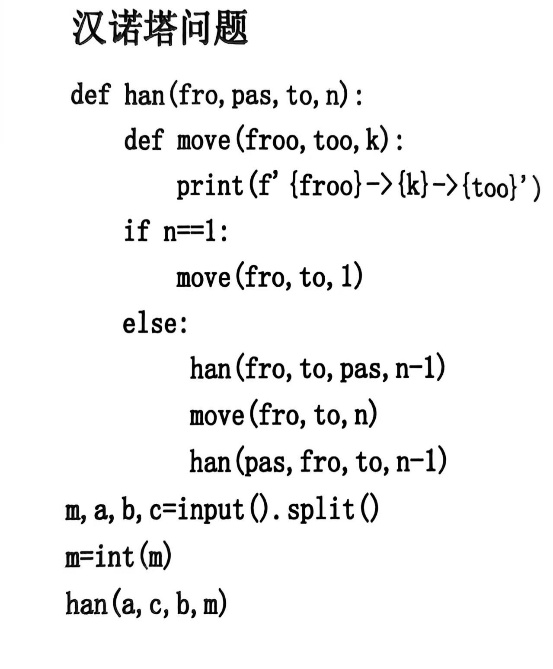 汉诺塔问题
def han(fro,pas,to,n):
    def move(froo,too,k):
        print(f'{froo}->{k}->{too}')
    if n==1:
        move(fro,to,1)
    else:
        han(fro,to,pas,n-1)
        move(fro,to,n)
        han(pas,fro,to,n-1)
m,a,b,c=input().split()
m=int(m)
han(a,c,b,m)